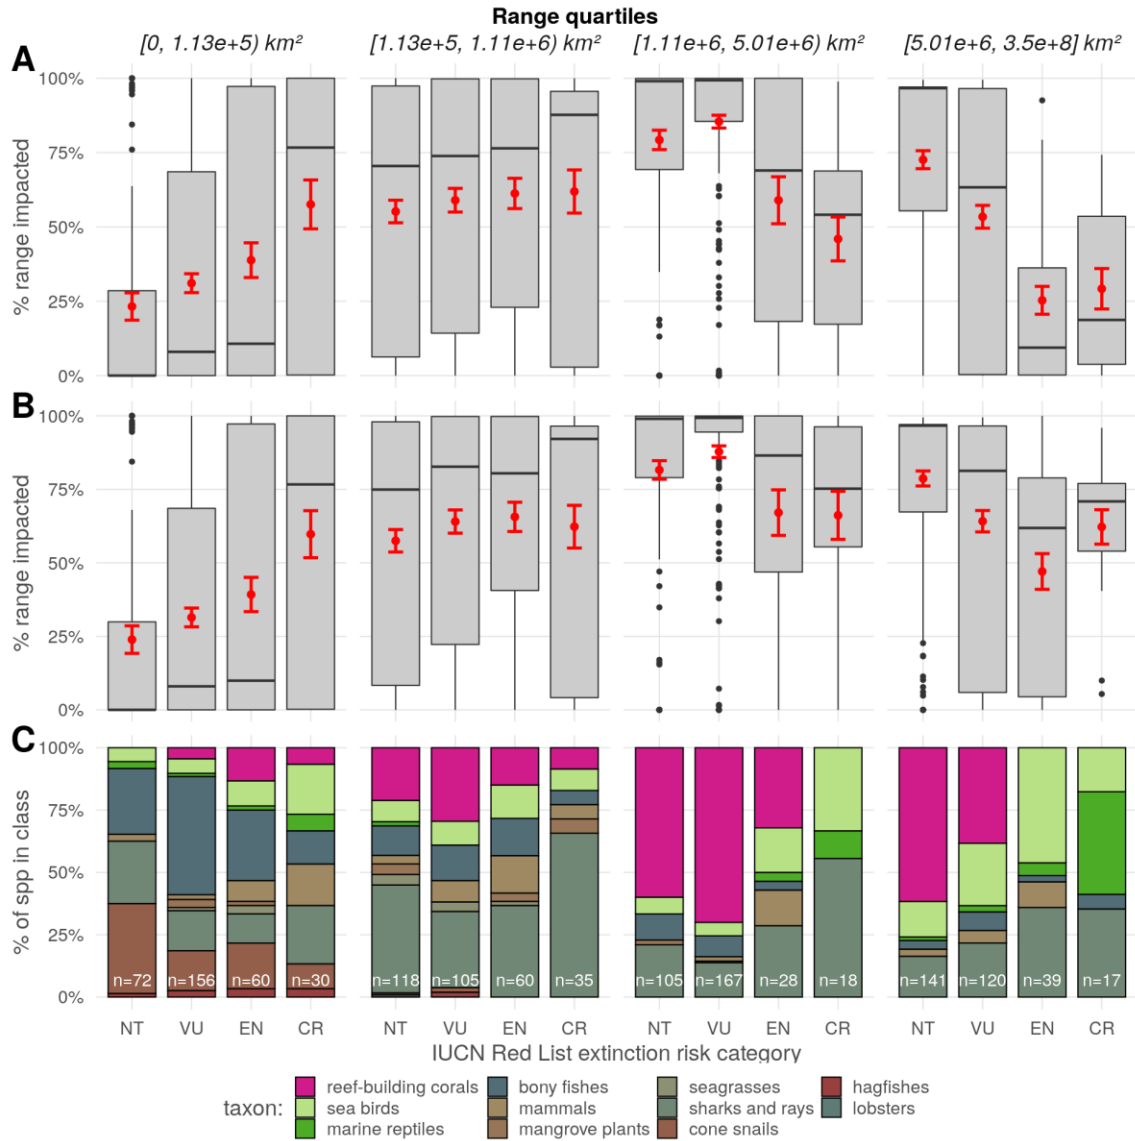 Range quartiles
[0, 1.13e+5) km² [1.13e+5, 1.11e+6) km² [1.11e+6, 5.01e+6) km² [5.01e+6, 3.5e+8] km²
A
% range impacted
100%
75%
50%
25%
0%
B
% range impacted
100%
75%
50%
25%
0%
C
% of spp in class
100%
75%
50%
25%
0%
n=72 n=156 n=60 n=30 n=118 n=105 n=60 n=35 n=105 n=167 n=28 n=18 n=141 n=120 n=39 n=17
NT VU EN CR NT VU EN CR NT VU EN CR NT VU EN CR
IUCN Red List extinction risk category
taxon:
reef-building corals bony fishes seagrasses hagfishes
sea birds mammals sharks and rays lobsters
marine reptiles mangrove plants cone snails